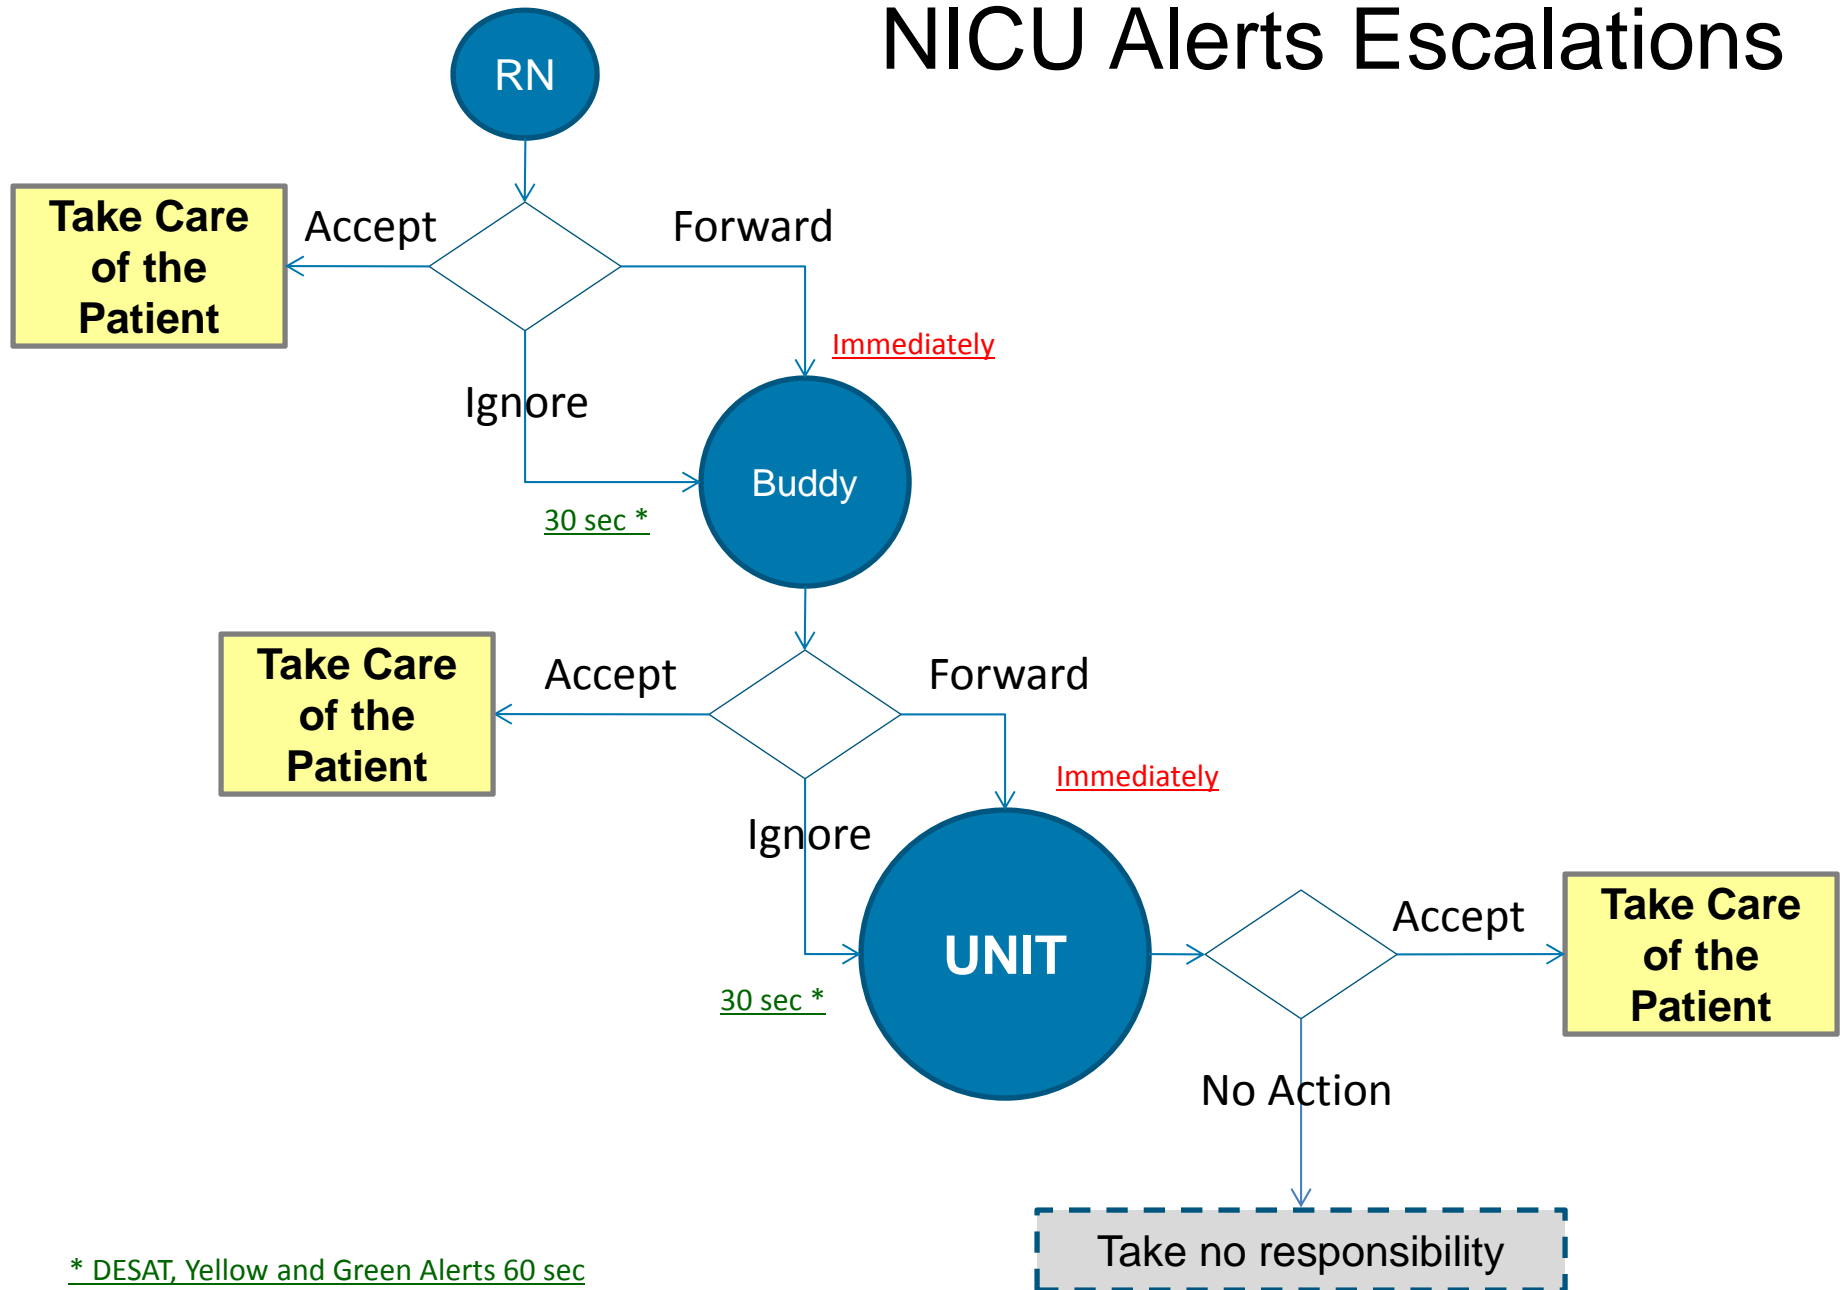 NICU Alerts Escalations
RN
Take Care
of the
Patient
Accept
Forward
Immediately
Ignore
Buddy
30 sec *
Take Care
of the
Patient
Accept
Forward
Immediately
Ignore
UNIT
30 sec *
Accept
Take Care
of the
Patient
No Action
Take no responsibility
* DESAT, Yellow and Green Alerts 60 sec